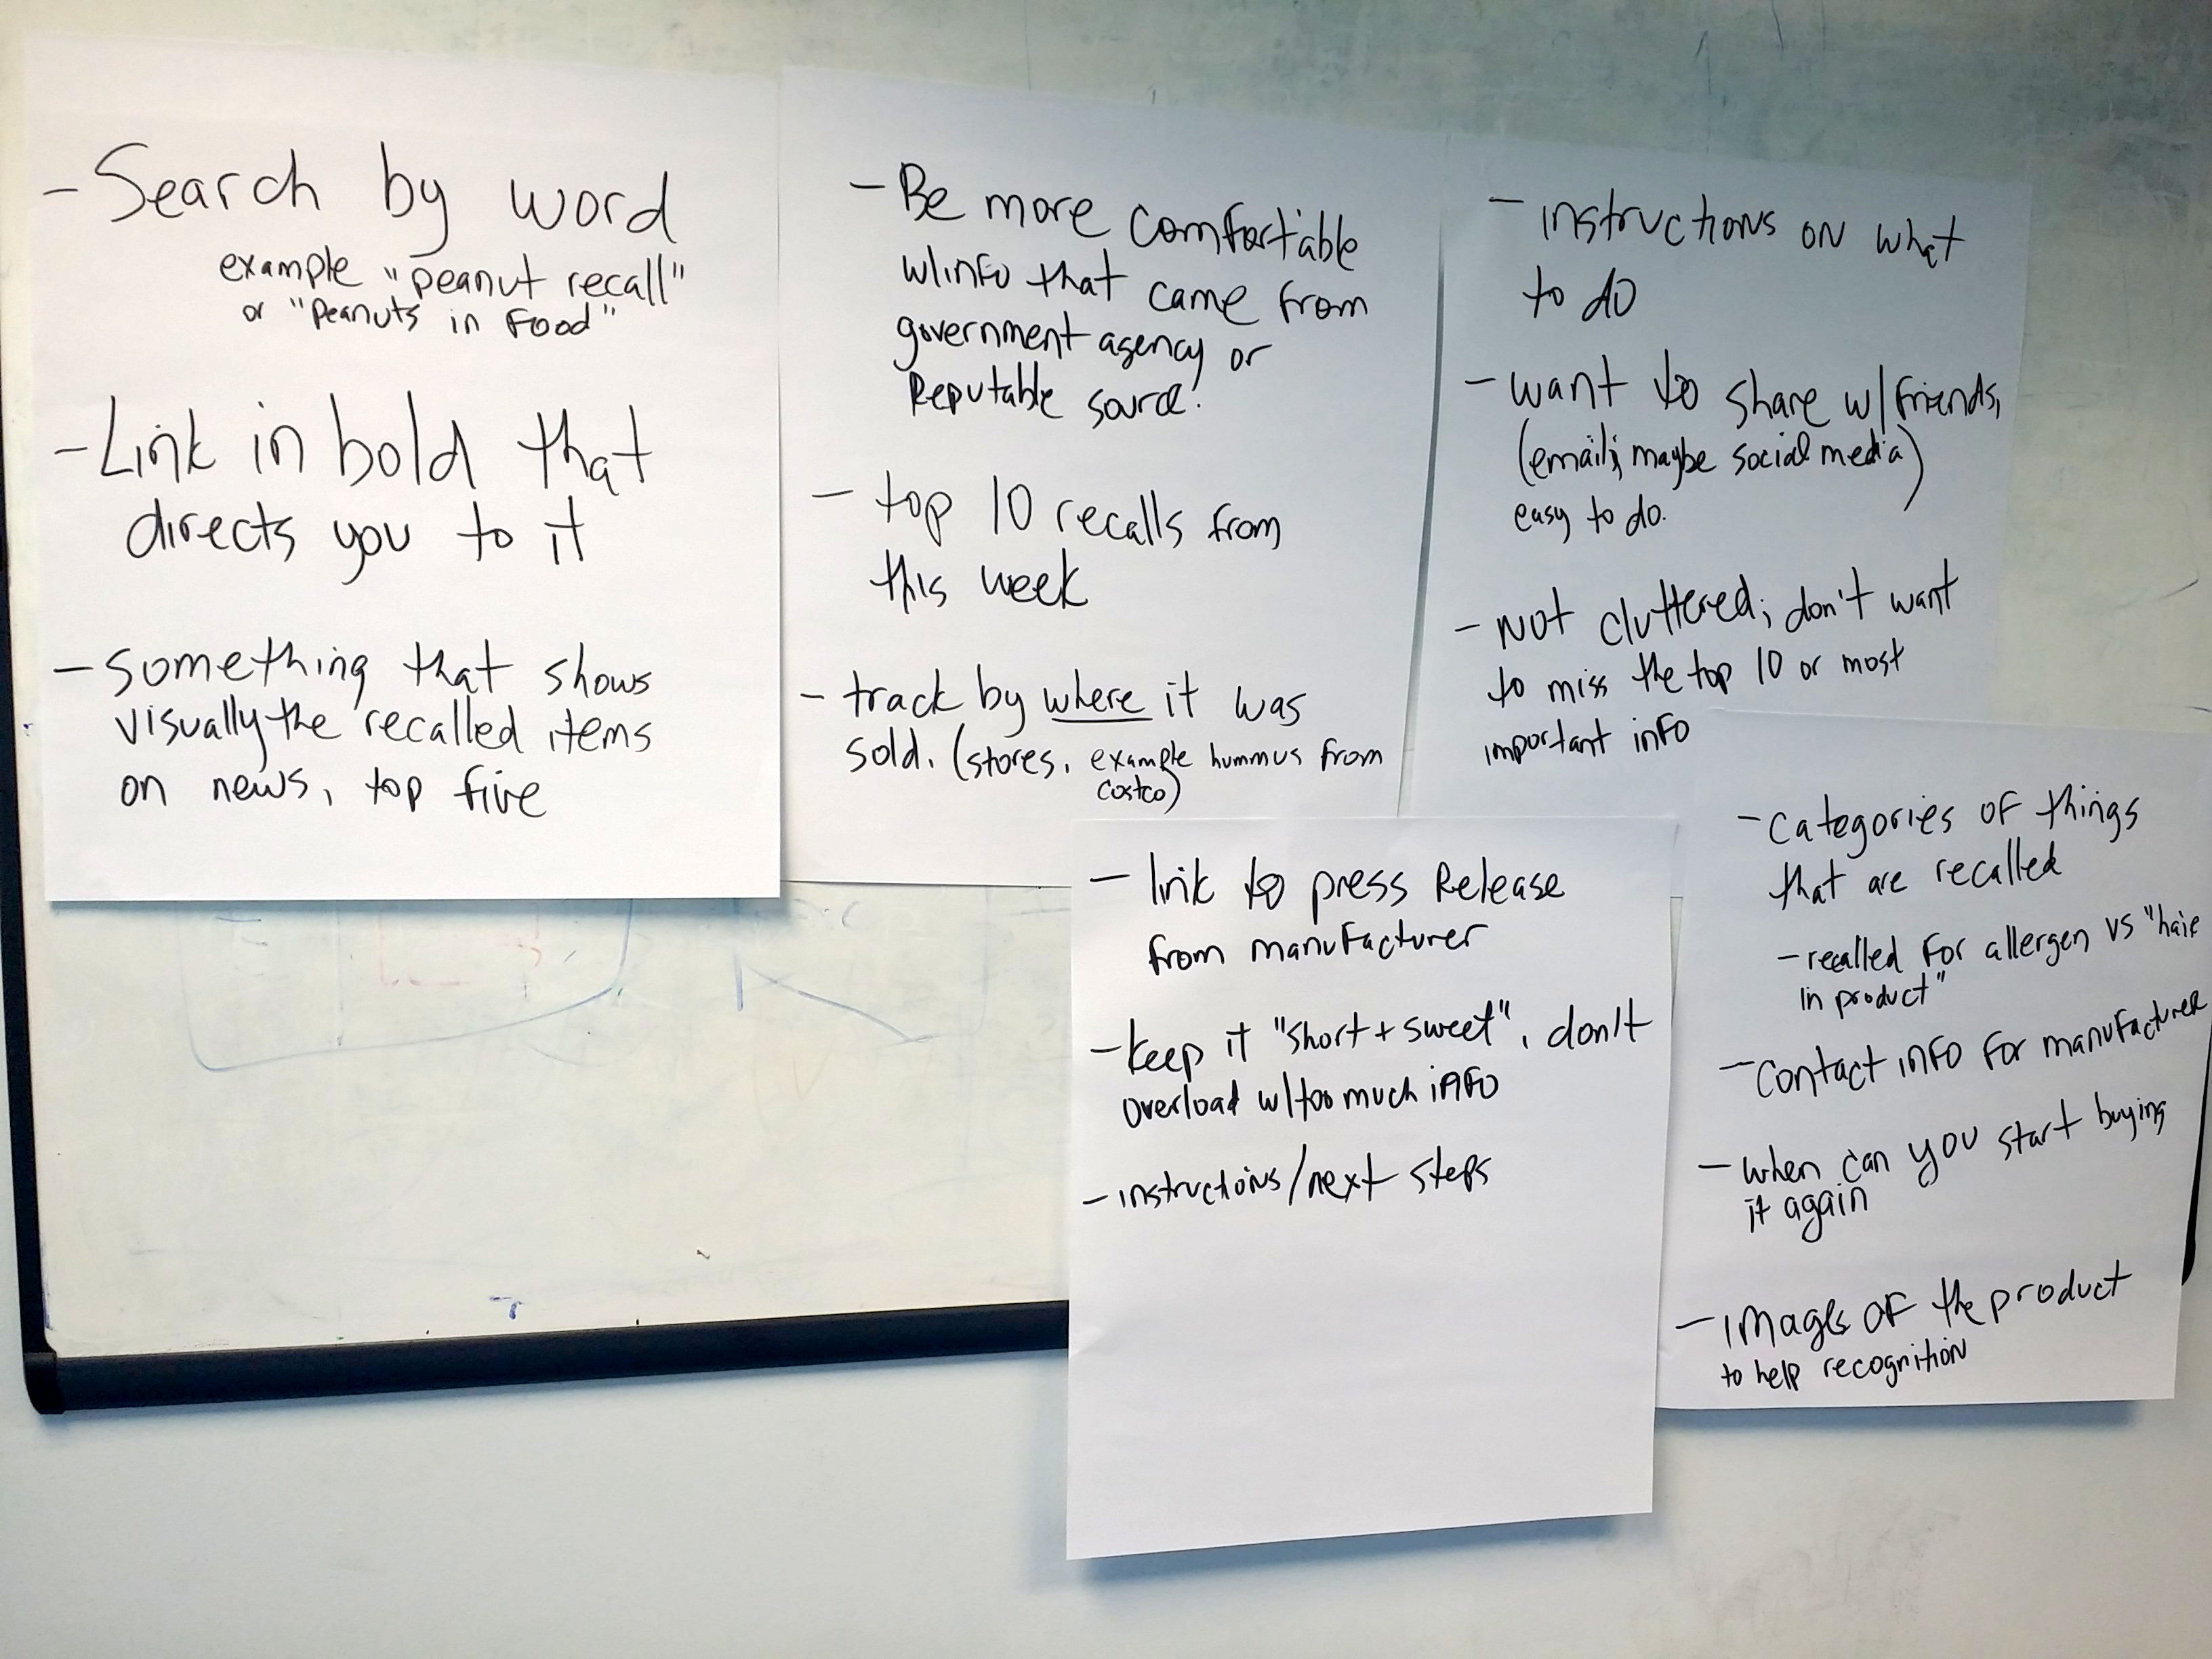 - Search by word
example "peanut recall"
or "Peanuts in Food"
- Link in bold that
directs you to it
- Something that shows
visually the recalled items
on news, top five
- Be more comfortable
w/info that came from
government agency or
Reputable source!
- top 10 recalls from
this week
- track by where it was
sold. (stores, example hummus from
costco)
- instructions on what
to do
- want to share w/friends,
(email; maybe social media)
easy to do.
- Not cluttered; don't want
to miss the top 10 or most
important info
- link to press Release
from manufacturer
- keep it "short + sweet", don't
overload w/too much info
- instructions/next steps
- categories of things
that are recalled
- recalled for allergen vs "hair
in product"
- Contact info for manufacturer
- when can you start buying
it again
- images of the product
to help recognition